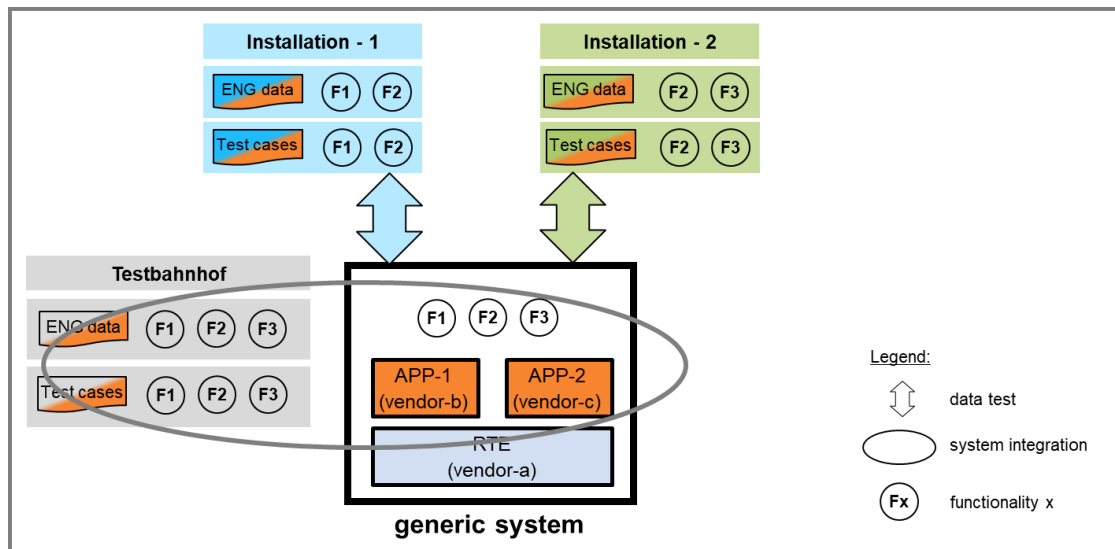 Installation - 1
Installation - 2
ENG data F1 F2
ENG data F2 F3
Test cases F1 F2
Test cases F2 F3
Testbahnhof
ENG data F1 F2 F3
Test cases F1 F2 F3
F1 F2 F3
APP-1
(vendor-b)
APP-2
(vendor-c)
RTE
(vendor-a)
generic system
Legend:
data test
system integration
Fx functionality x